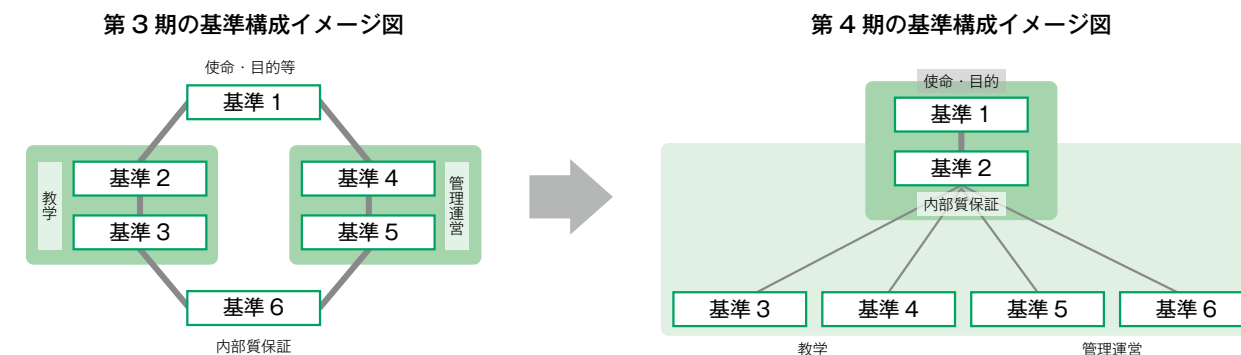 第3期の基準構成イメージ図
使命・目的等
基準 1
教学
基準 2
基準 3
基準 4
基準 5
管理運営
基準 6
内部質保証
第4期の基準構成イメージ図
使命・目的
基準 1
基準 2
内部質保証
基準 3
基準 4
基準 5
基準 6
教学
管理運営